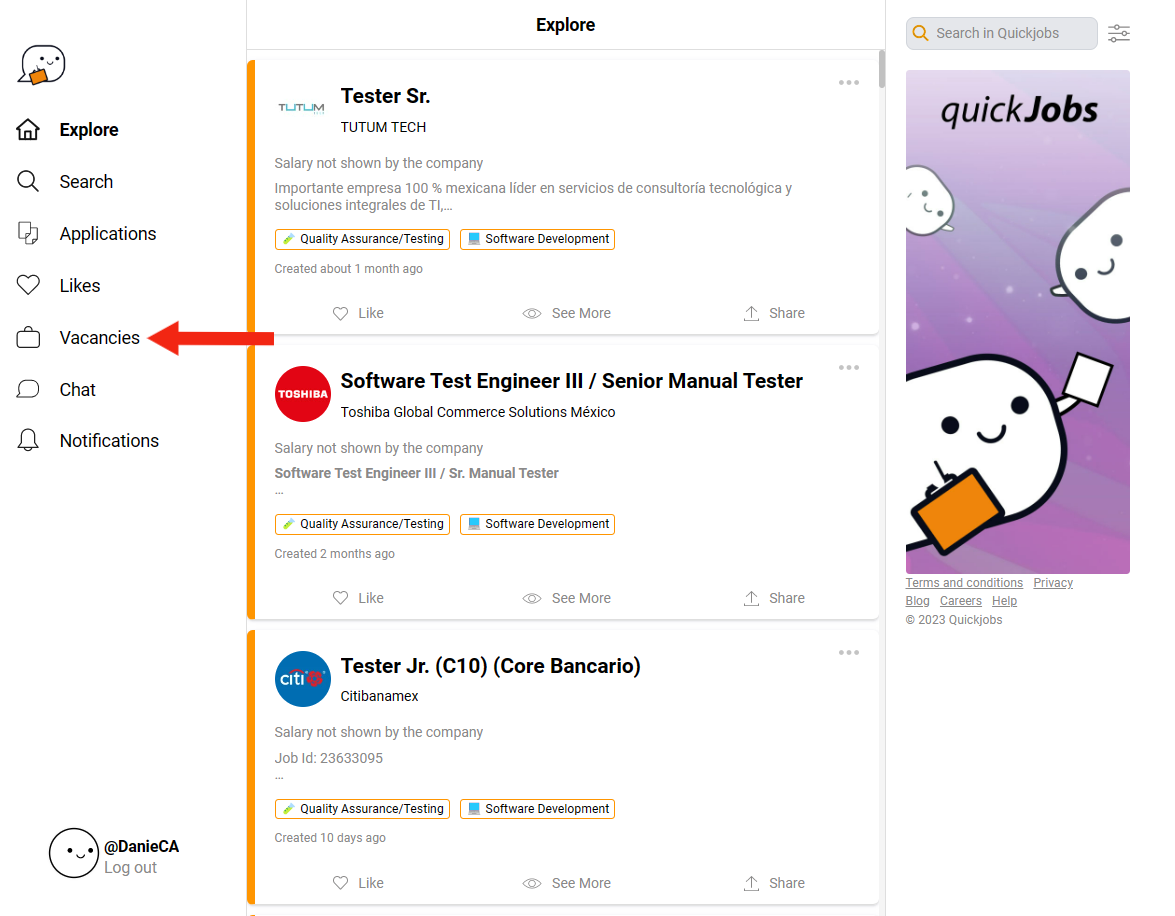 Explore
Search
Applications
Likes
Vacancies
Chat
Notifications
@DanieCA
Log out
Explore
TUTUM
Tester Sr.
TUTUM TECH
Salary not shown by the company
Importante empresa 100 % mexicana líder en servicios de consultoría tecnológica y
soluciones integrales de TI,…
Quality Assurance/Testing Software Development
Created about 1 month ago
Like See More Share
TOSHIBA
Software Test Engineer III / Senior Manual Tester
Toshiba Global Commerce Solutions México
Salary not shown by the company
Software Test Engineer III / Sr. Manual Tester
…
Quality Assurance/Testing Software Development
Created 2 months ago
Like See More Share
citi
Tester Jr. (C10) (Core Bancario)
Citibanamex
Salary not shown by the company
Job Id: 23633095
…
Quality Assurance/Testing Software Development
Created 10 days ago
Like See More Share
Search in Quickjobs
quickJobs
Terms and conditions Privacy
Blog Careers Help
© 2023 Quickjobs